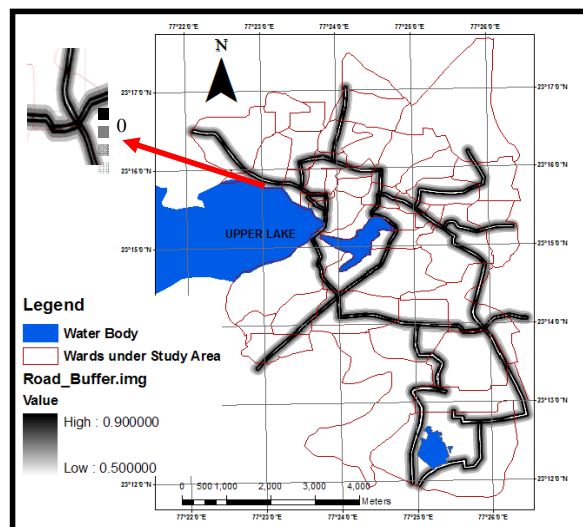 77°22'0"E 77°23'0"E 77°24'0"E 77°25'0"E 77°26'0"E
N
23°17'0"N 23°17'0"N
0
23°16'0"N 23°16'0"N
UPPER LAKE
23°15'0"N 23°15'0"N
Legend
Water Body
Wards under Study Area
Road_Buffer.img
Value
High : 0.900000
Low : 0.500000
23°14'0"N
23°13'0"N
23°12'0"N 23°12'0"N
0 500 1,000 2,000 3,000 4,000
Meters
77°22'0"E 77°23'0"E 77°24'0"E 77°25'0"E 77°26'0"E